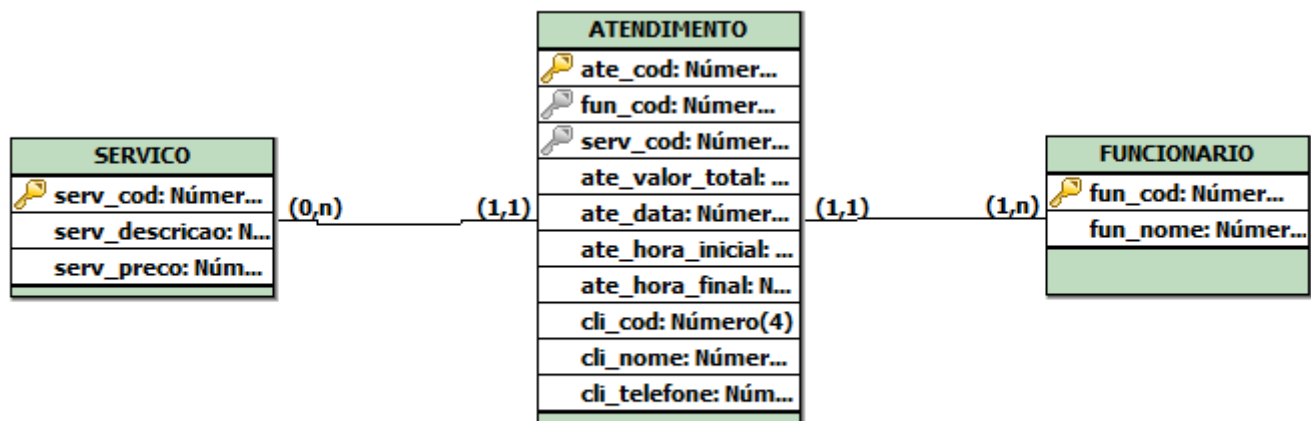 SERVICO
serv_cod: Númer...
serv_descricao: N...
serv_preco: Núm...
(0,n)
(1,1)
ATENDIMENTO
ate_cod: Númer...
fun_cod: Númer...
serv_cod: Númer...
ate_valor_total: ...
ate_data: Númer...
ate_hora_inicial: ...
ate_hora_final: N...
cli_cod: Número(4)
cli_nome: Númer...
cli_telefone: Núm...
(1,1)
(1,n)
FUNCIONARIO
fun_cod: Númer...
fun_nome: Númer...